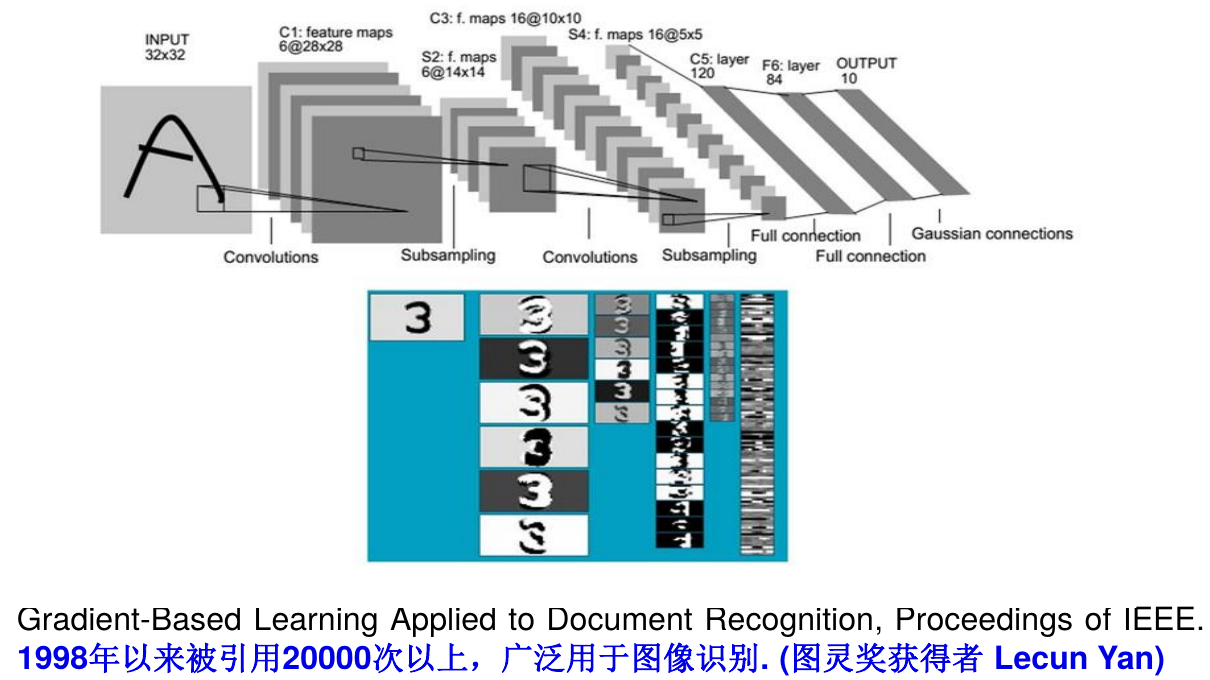 INPUT
32x32
C1: feature maps
6@28x28
S2: f. maps
6@14x14
C3: f. maps 16@10x10
S4: f. maps 16@5x5
C5: layer
120
F6: layer
84
OUTPUT
10
Convolutions
Subsampling
Convolutions
Subsampling
Full connection
Full connection
Gaussian connections
A
3
Gradient-Based Learning Applied to Document Recognition, Proceedings of IEEE.
1998年以来被引用20000次以上，广泛用于图像识别. (图灵奖获得者 Lecun Yan)